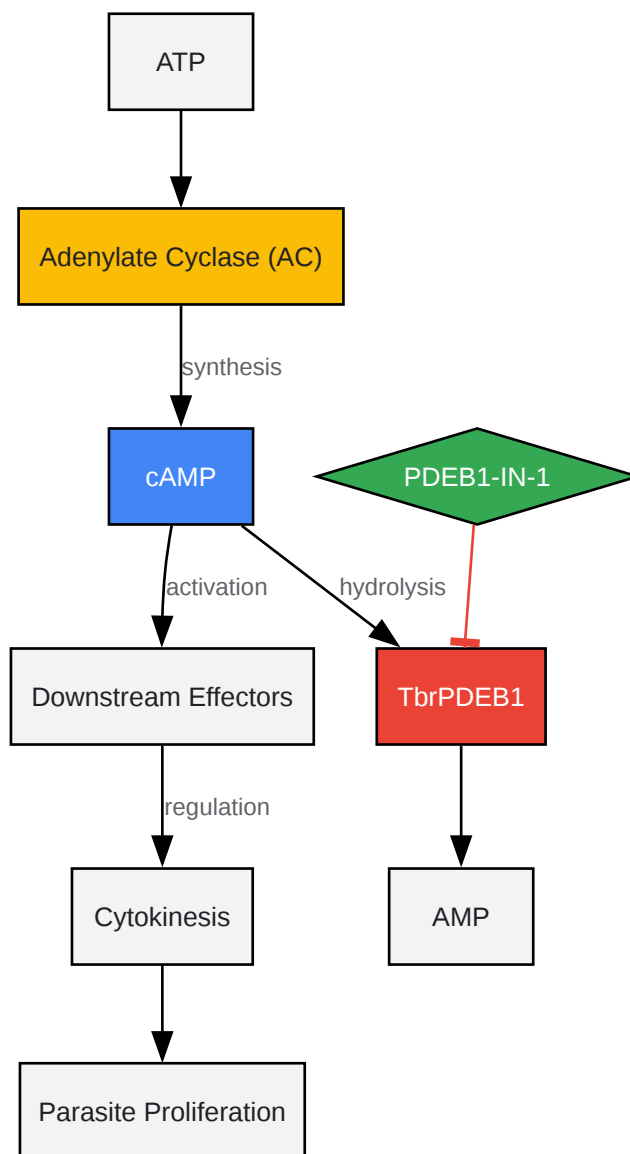 ATP
Adenylate Cyclase (AC)
synthesis
cAMP
PDEB1-IN-1
activation
hydrolysis
Downstream Effectors
TbrPDEB1
regulation
Cytokinesis
AMP
Parasite Proliferation